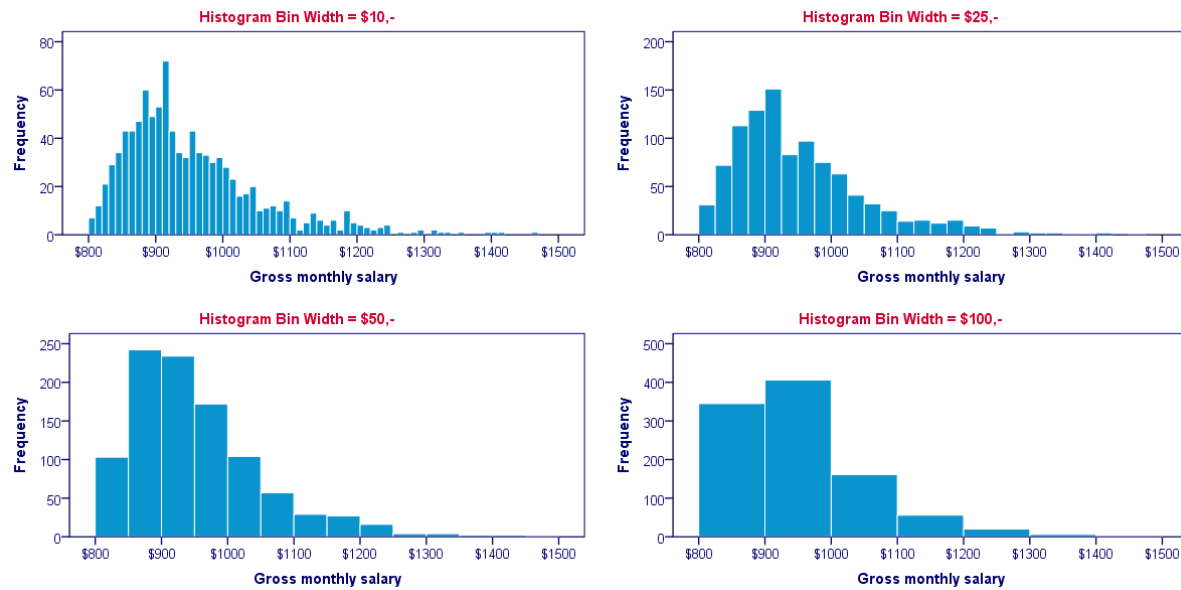 Histogram Bin Width = $10,-
Frequency
80
60
40
20
0
$800 $900 $1000 $1100 $1200 $1300 $1400 $1500
Gross monthly salary
Histogram Bin Width = $25,-
Frequency
200
150
100
50
0
$800 $900 $1000 $1100 $1200 $1300 $1400 $1500
Gross monthly salary
Histogram Bin Width = $50,-
Frequency
250
200
150
100
50
0
$800 $900 $1000 $1100 $1200 $1300 $1400 $1500
Gross monthly salary
Histogram Bin Width = $100,-
Frequency
500
400
300
200
100
0
$800 $900 $1000 $1100 $1200 $1300 $1400 $1500
Gross monthly salary